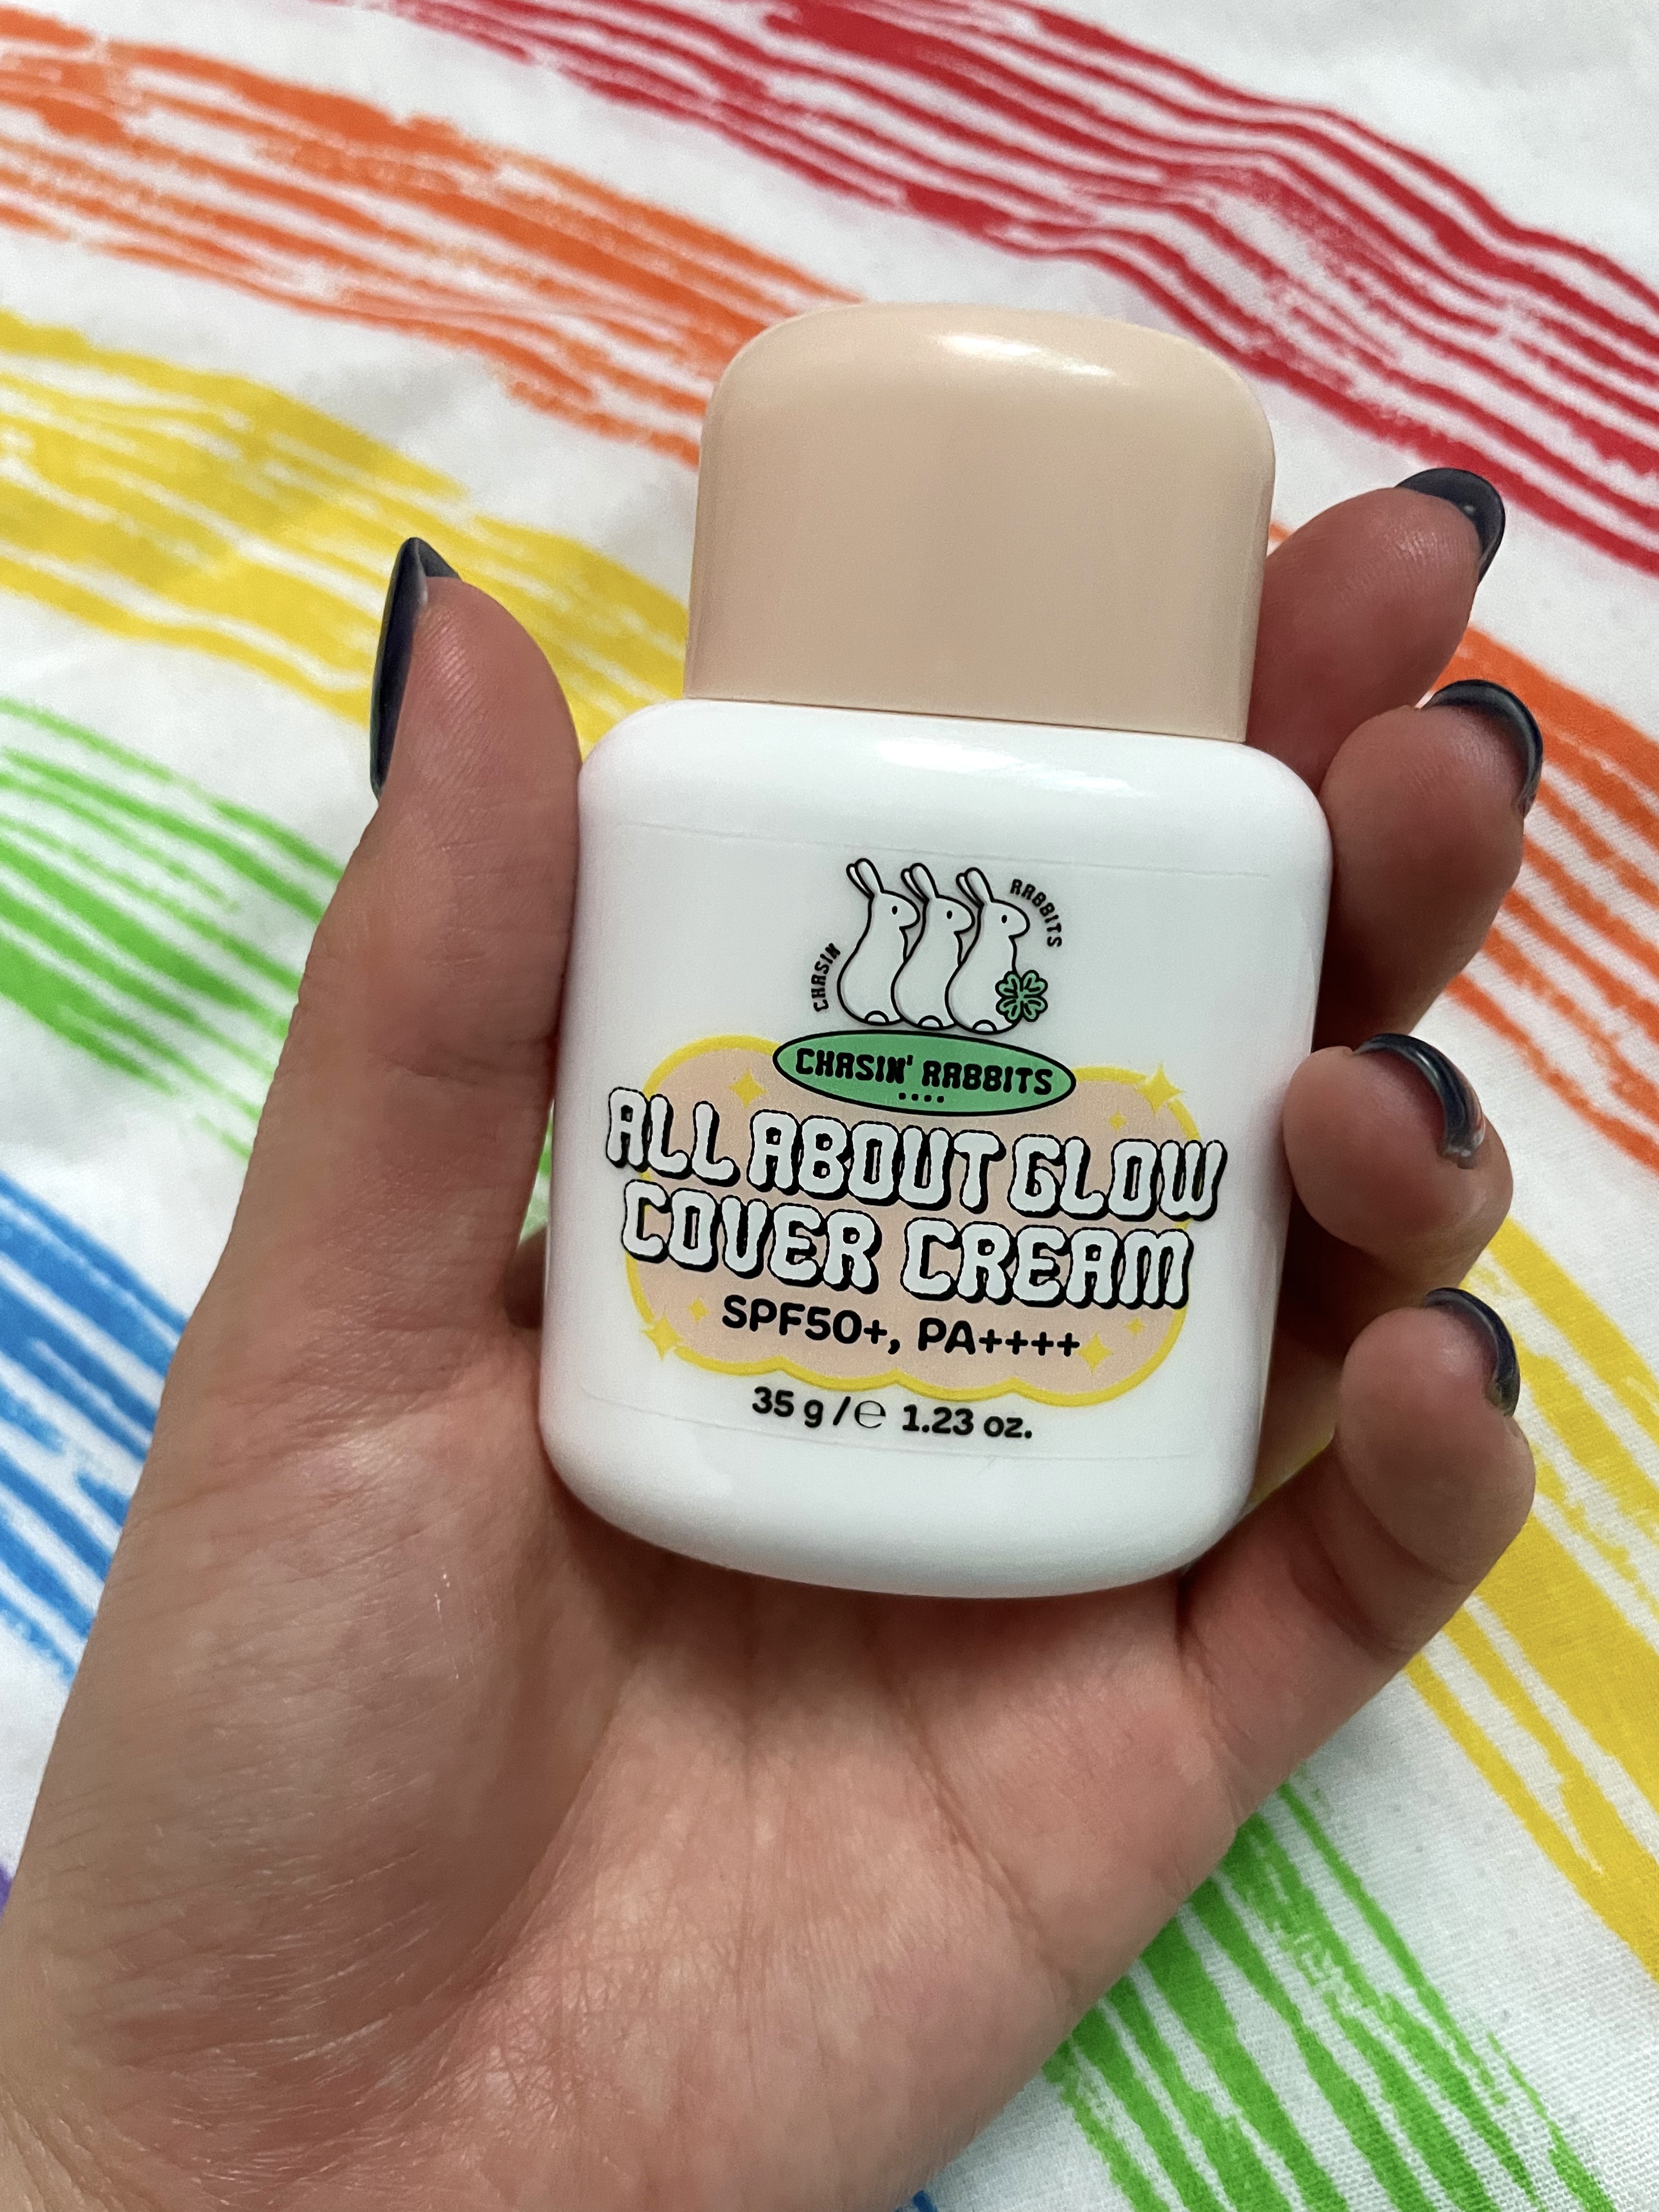 CHASIN RABBITS
CHASIN' RABBITS
ALL ABOUT GLOW
COVER CREAM
SPF50+, PA++++
35 g / ℮ 1.23 oz.